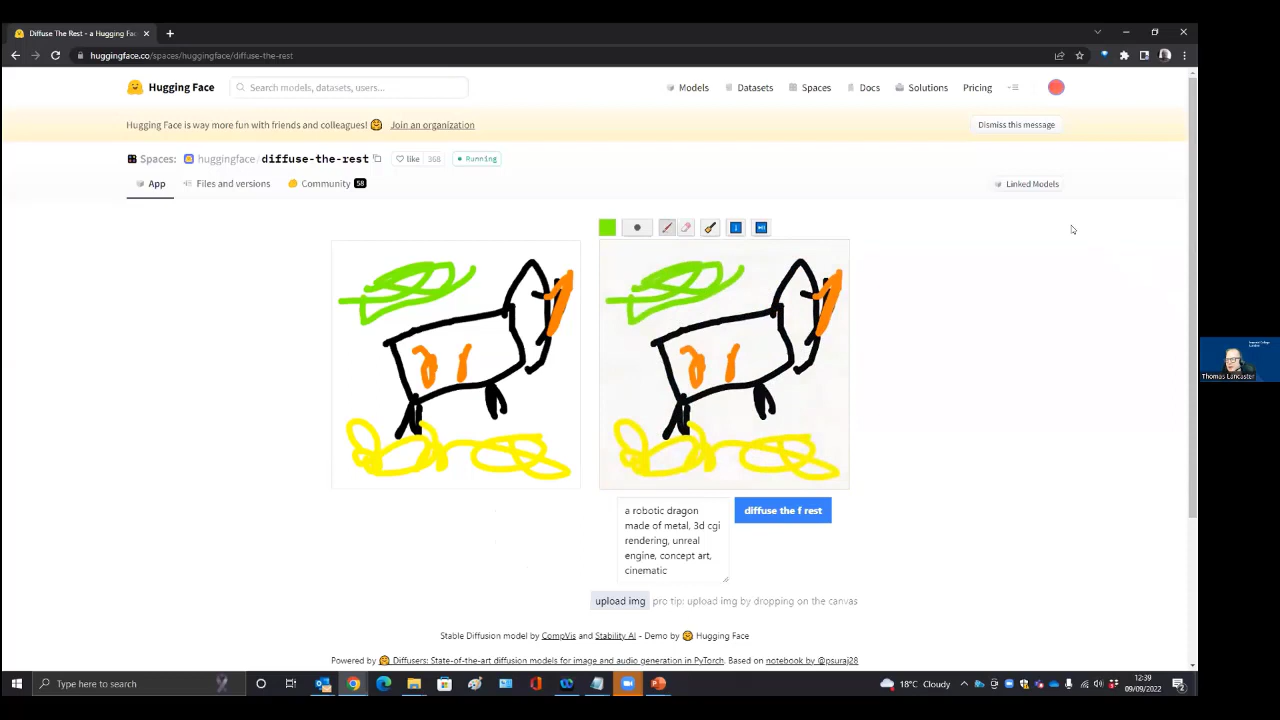 Diffuse The Rest - a Hugging Fac
huggingface.co/spaces/huggingface/diffuse-the-rest
Hugging Face Search models, datasets, users... Models Datasets Spaces Docs Solutions Pricing
Hugging Face is way more fun with friends and colleagues! Join an organization Dismiss this message
Spaces: huggingface/diffuse-the-rest like 368 Running
App Files and versions Community 58 Linked Models
Thomas Lancaster
a robotic dragon
made of metal, 3d cgi
rendering, unreal
engine, concept art,
cinematic
diffuse the f rest
upload img pro tip: upload img by dropping on the canvas
Stable Diffusion model by CompVis and Stability AI - Demo by 🤗 Hugging Face
Powered by 🤗 Diffusers: State-of-the-art diffusion models for image and audio generation in PyTorch. Based on notebook by @psuraj28
Type here to search 18°C Cloudy 12:39
09/09/2022
2